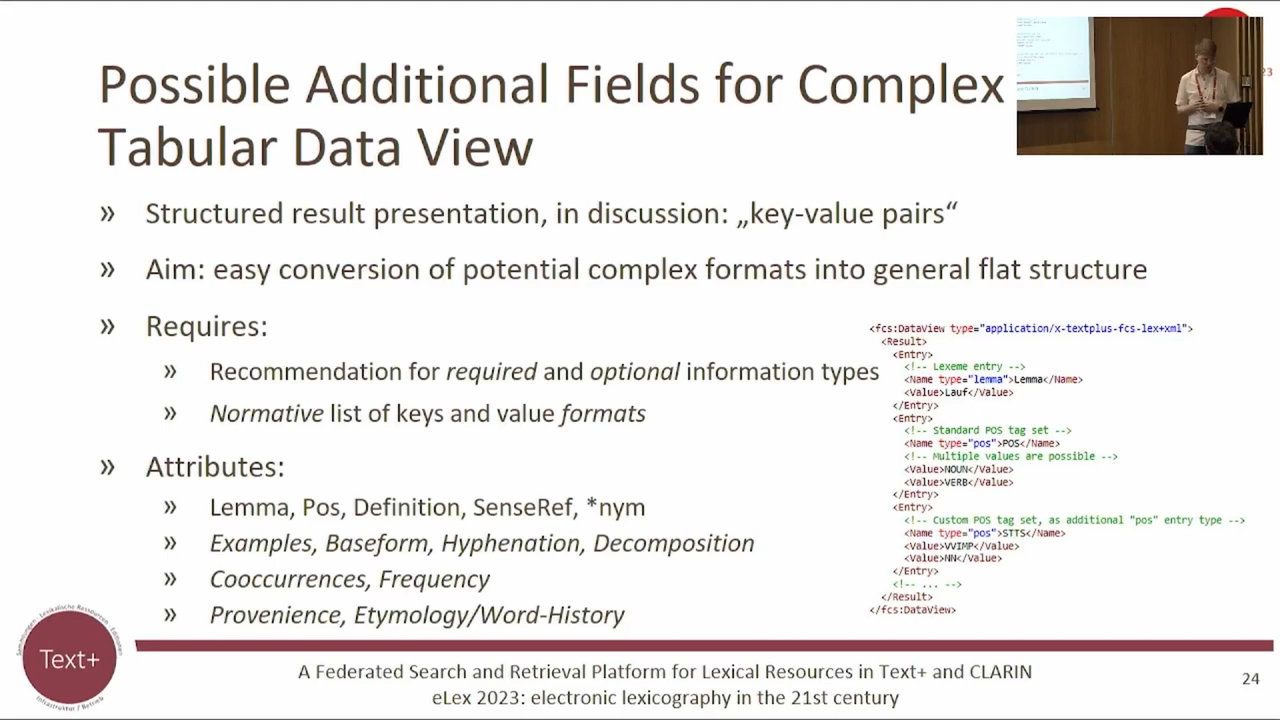 Possible Additional Fields for Complex
Tabular Data View
» Structured result presentation, in discussion: „key-value pairs“
» Aim: easy conversion of potential complex formats into general flat structure
» Requires:
» Recommendation for required and optional information types
» Normative list of keys and value formats
» Attributes:
» Lemma, Pos, Definition, SenseRef, *nym
» Examples, Baseform, Hyphenation, Decomposition
» Cooccurrences, Frequency
» Provenience, Etymology/Word-History
<fcs:DataView type="application/x-textplus-fcs-lex+xml">
<Result>
<Entry>
<!-- Lexeme entry -->
<Name type="lemma">Lemma</Name>
<Value>Lauf</Value>
</Entry>
<Entry>
<!-- Standard POS tag set -->
<Name type="pos">POS</Name>
<!-- Multiple values are possible -->
<Value>NOUN</Value>
<Value>VERB</Value>
</Entry>
<Entry>
<!-- Custom POS tag set, as additional "pos" entry type -->
<Name type="pos">STTS</Name>
<Value>VVIMP</Value>
<Value>NN</Value>
</Entry>
<!-- ... -->
</Result>
</fcs:DataView>
Sammlungen . Lexikalische Ressourcen . Editionen
Text+
Infrastruktur / Betrieb
A Federated Search and Retrieval Platform for Lexical Resources in Text+ and CLARIN
eLex 2023: electronic lexicography in the 21st century
24